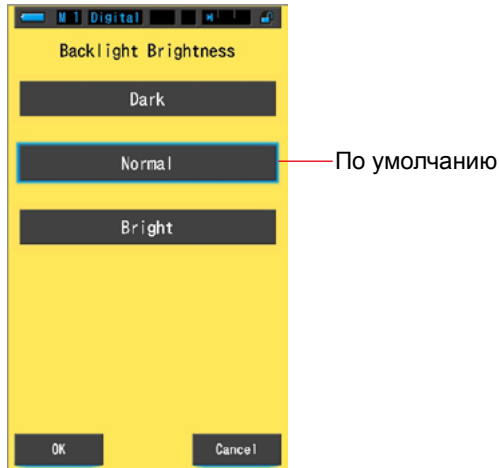 M 1 Digital
Backlight Brightness
Dark
Normal
По умолчанию
Bright
OK
Cancel